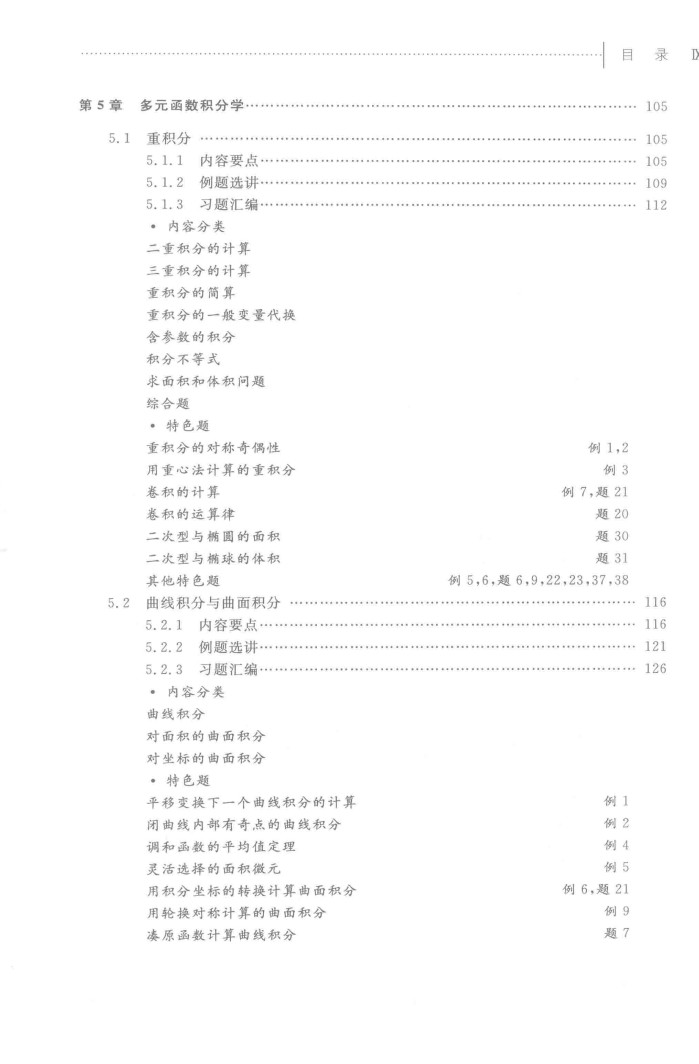 目 录 IX
第 5 章 多元函数积分学 105
5.1 重积分 105
5.1.1 内容要点 105
5.1.2 例题选讲 109
5.1.3 习题汇编 112
• 内容分类
二重积分的计算
三重积分的计算
重积分的简算
重积分的一般变量代换
含参数的积分
积分不等式
求面积和体积问题
综合题
• 特色题
重积分的对称奇偶性 例 1,2
用重心法计算的重积分 例 3
卷积的计算 例 7,题 21
卷积的运算律 题 20
二次型与椭圆的面积 题 30
二次型与椭球的体积 题 31
其他特色题 例 5,6,题 6,9,22,23,37,38
5.2 曲线积分与曲面积分 116
5.2.1 内容要点 116
5.2.2 例题选讲 121
5.2.3 习题汇编 126
• 内容分类
曲线积分
对面积的曲面积分
对坐标的曲面积分
• 特色题
平移变换下一个曲线积分的计算 例 1
闭曲线内部有奇点的曲线积分 例 2
调和函数的平均值定理 例 4
灵活选择的面积微元 例 5
用积分坐标的转换计算曲面积分 例 6,题 21
用轮换对称计算的曲面积分 例 9
凑原函数计算曲线积分 题 7